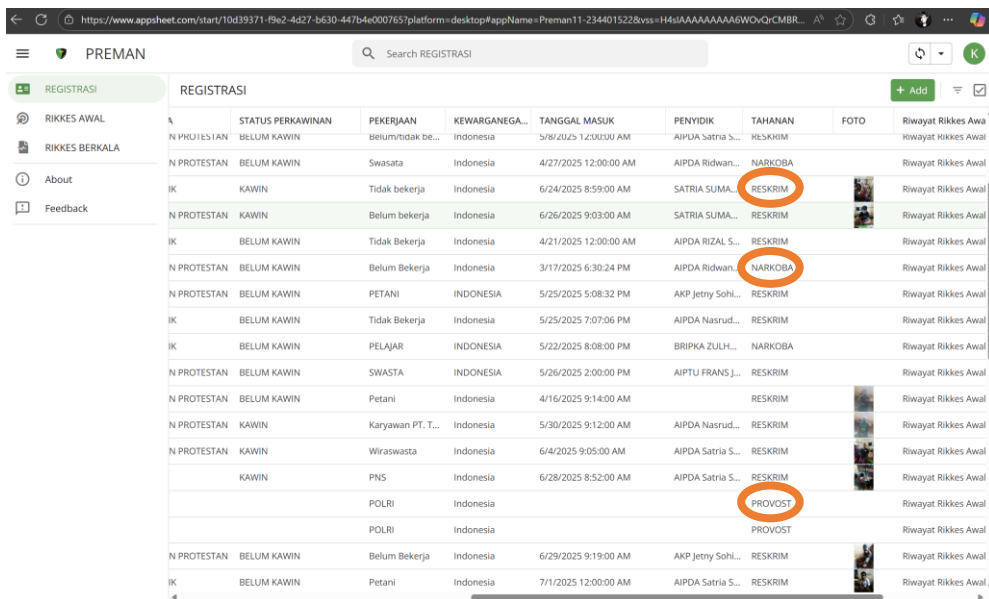 https://www.appsheet.com/start/10d39371-f9e2-4d27-b630-447b4e000765?platform=desktop#appName=Preman11-234401522&vss=H4sIAAAAAAAAA6WOvQrCMBR...
PREMAN
Search REGISTRASI
K
REGISTRASI
RIKKES AWAL
RIKKES BERKALA
About
Feedback
REGISTRASI
+ Add
A STATUS PERKAWINAN PEKERJAAN KEWARGANEGA... TANGGAL MASUK PENYIDIK TAHANAN FOTO Riwayat Rikkes Awa
N PROTESTAN BELUM KAWIN Belum/tidak be... Indonesia 5/8/2025 12:00:00 AM AIPDA Satria S... RESKRIM Riwayat Rikkes Awal
N PROTESTAN BELUM KAWIN Swasata Indonesia 4/27/2025 12:00:00 AM AIPDA Ridwan... NARKOBA Riwayat Rikkes Awal
IK KAWIN Tidak bekerja Indonesia 6/24/2025 8:59:00 AM SATRIA SUMA... RESKRIM Riwayat Rikkes Awal
N PROTESTAN KAWIN Belum bekerja Indonesia 6/26/2025 9:03:00 AM SATRIA SUMA... RESKRIM Riwayat Rikkes Awal
IK BELUM KAWIN Tidak Bekerja Indonesia 4/21/2025 12:00:00 AM AIPDA RIZAL S... RESKRIM Riwayat Rikkes Awal
N PROTESTAN BELUM KAWIN Belum Bekerja Indonesia 3/17/2025 6:30:24 PM AIPDA Ridwan... NARKOBA Riwayat Rikkes Awal
N PROTESTAN BELUM KAWIN PETANI INDONESIA 5/25/2025 5:08:32 PM AKP Jetny Sohi... RESKRIM Riwayat Rikkes Awal
IK BELUM KAWIN Tidak Bekerja Indonesia 5/25/2025 7:07:06 PM AIPDA Nasrud... RESKRIM Riwayat Rikkes Awal
IK BELUM KAWIN PELAJAR INDONESIA 5/22/2025 8:08:00 PM BRIPKA ZULH... NARKOBA Riwayat Rikkes Awal
N PROTESTAN BELUM KAWIN SWASTA INDONESIA 5/26/2025 2:00:00 PM AIPTU FRANS J... RESKRIM Riwayat Rikkes Awal
N PROTESTAN BELUM KAWIN Petani Indonesia 4/16/2025 9:14:00 AM RESKRIM Riwayat Rikkes Awal
N PROTESTAN KAWIN Karyawan PT. T... Indonesia 5/30/2025 9:12:00 AM AIPDA Nasrud... RESKRIM Riwayat Rikkes Awal
N PROTESTAN KAWIN Wiraswasta Indonesia 6/4/2025 9:05:00 AM AIPDA Satria S... RESKRIM Riwayat Rikkes Awal
KAWIN PNS Indonesia 6/28/2025 8:52:00 AM AIPDA Satria S... RESKRIM Riwayat Rikkes Awal
POLRI Indonesia PROVOST Riwayat Rikkes Awal
POLRI Indonesia PROVOST Riwayat Rikkes Awal
N PROTESTAN BELUM KAWIN Belum Bekerja Indonesia 6/29/2025 9:19:00 AM AKP Jetny Sohi... RESKRIM Riwayat Rikkes Awal
IK BELUM KAWIN Petani Indonesia 7/1/2025 12:00:00 AM AIPDA Satria S... RESKRIM Riwayat Rikkes Awal